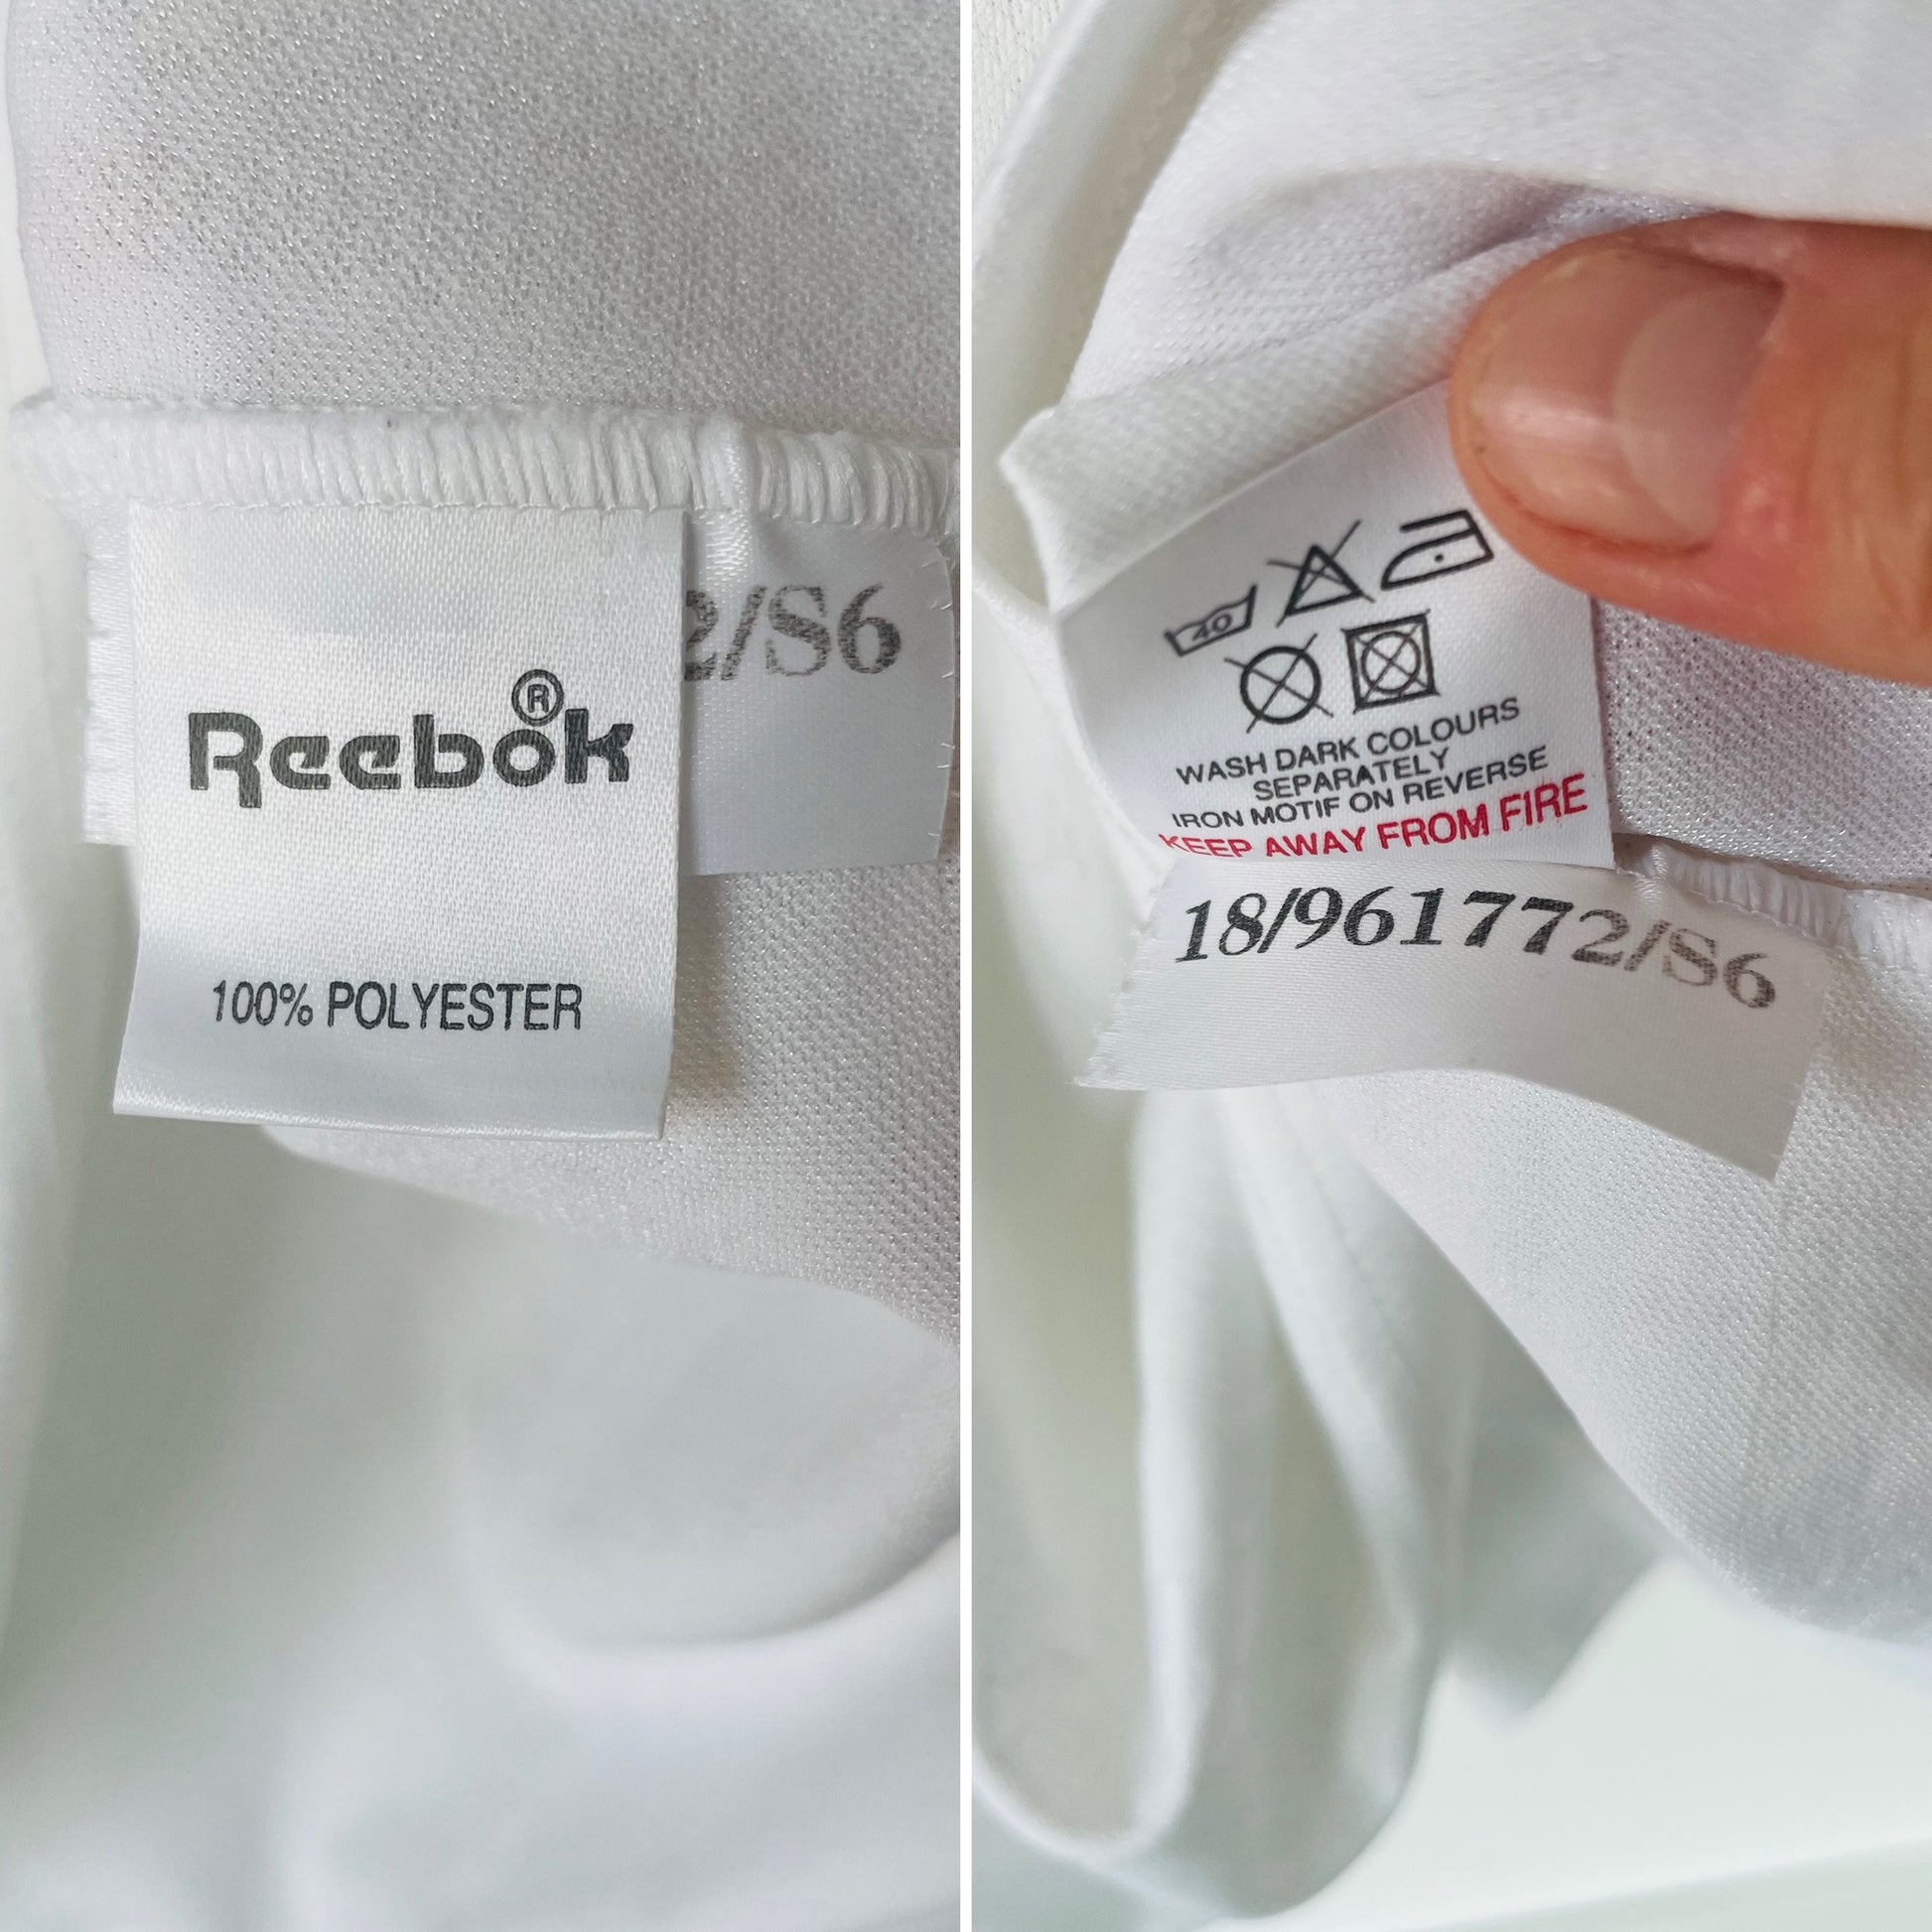 Reebok®
100% POLYESTER
2/S6
40
WASH DARK COLOURS
SEPARATELY
IRON MOTIF ON REVERSE
KEEP AWAY FROM FIRE
18/961772/S6